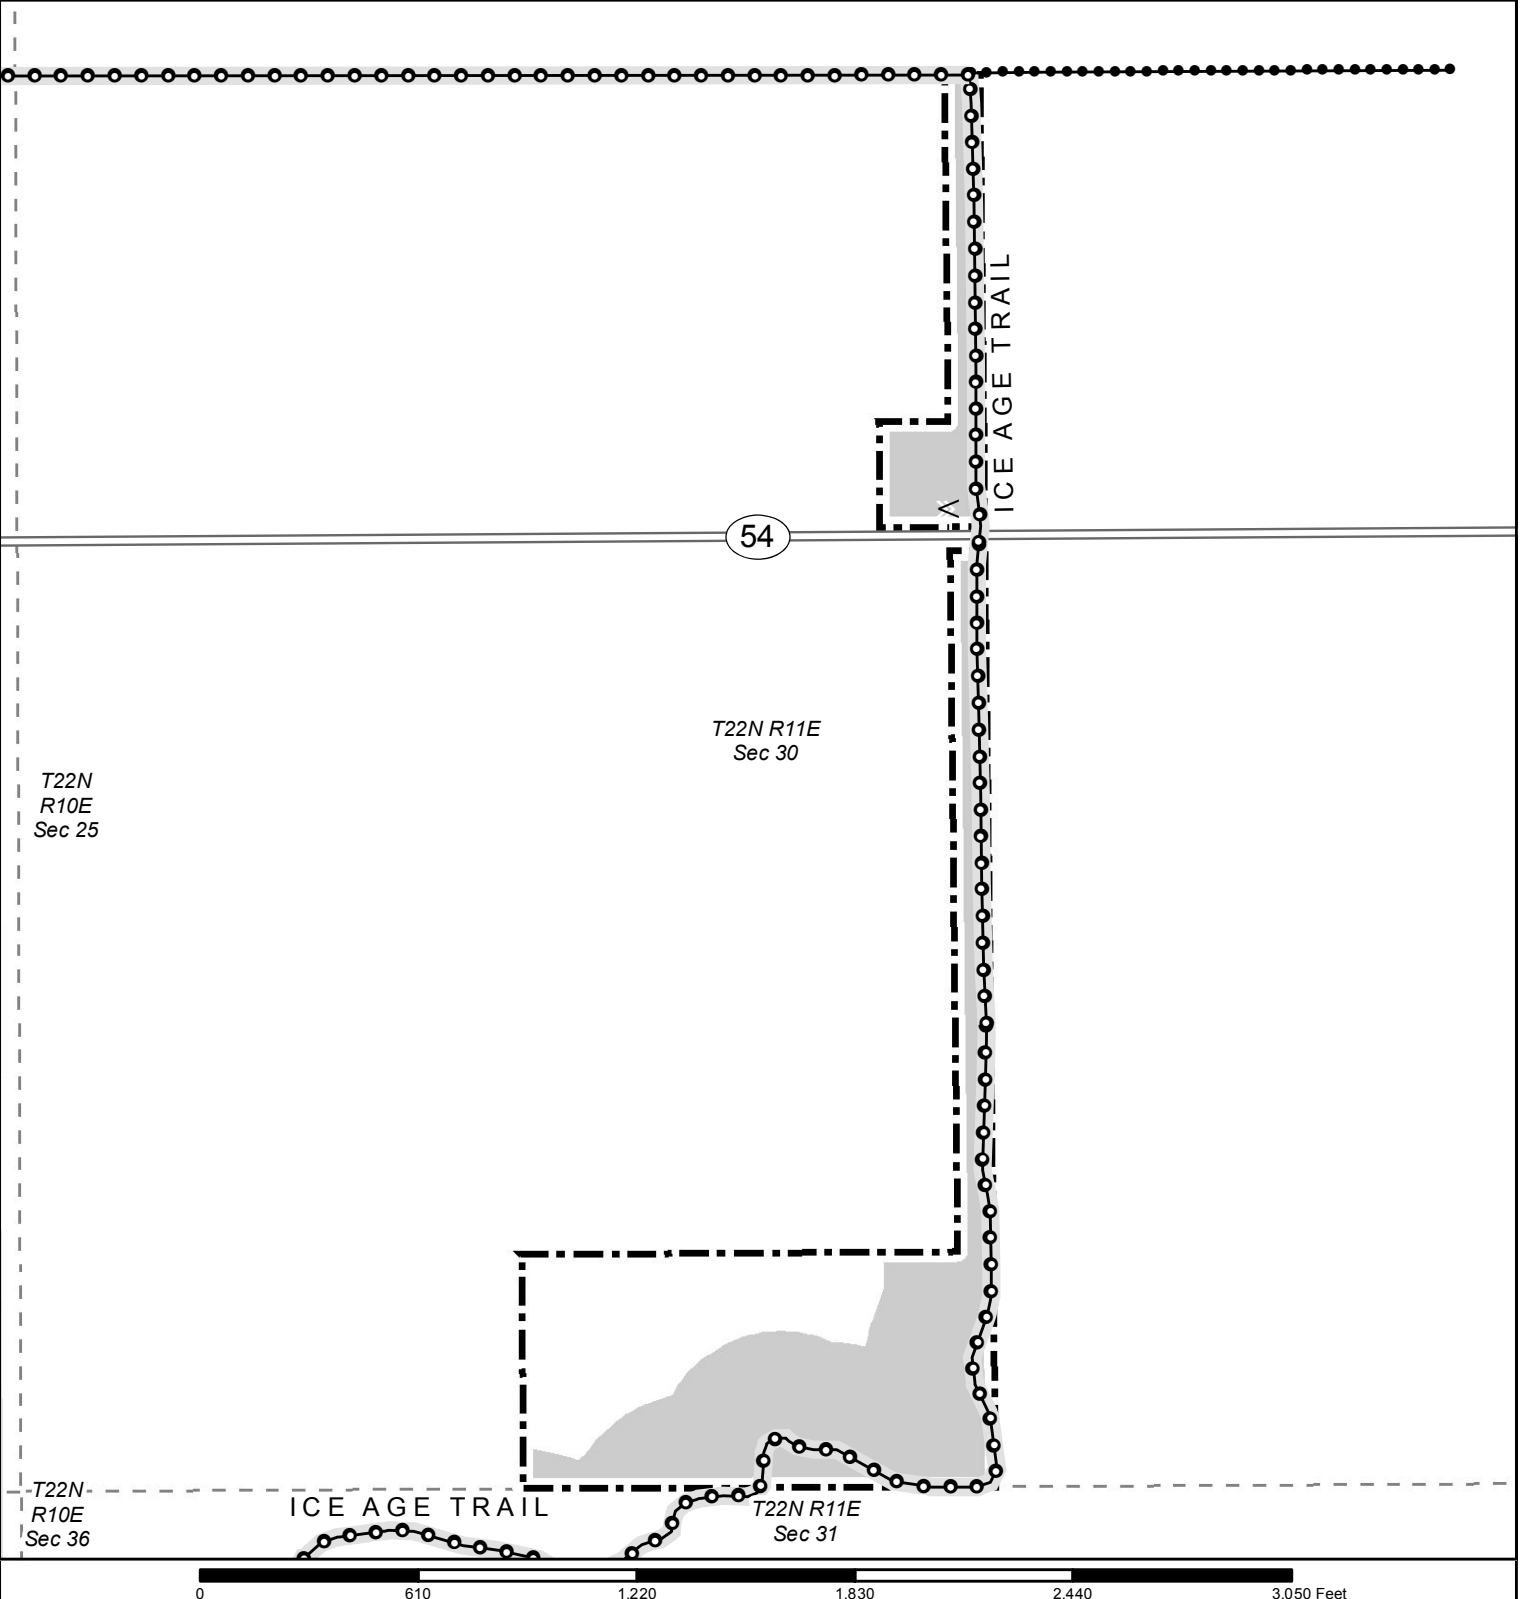 ICE AGE TRAIL
54
T22N R11E
Sec 30
T22N
R10E
Sec 25
T22N
R10E
Sec 36
ICE AGE TRAIL
T22N R11E
Sec 31
0 610 1,220 1,830 2,440 3,050 Feet